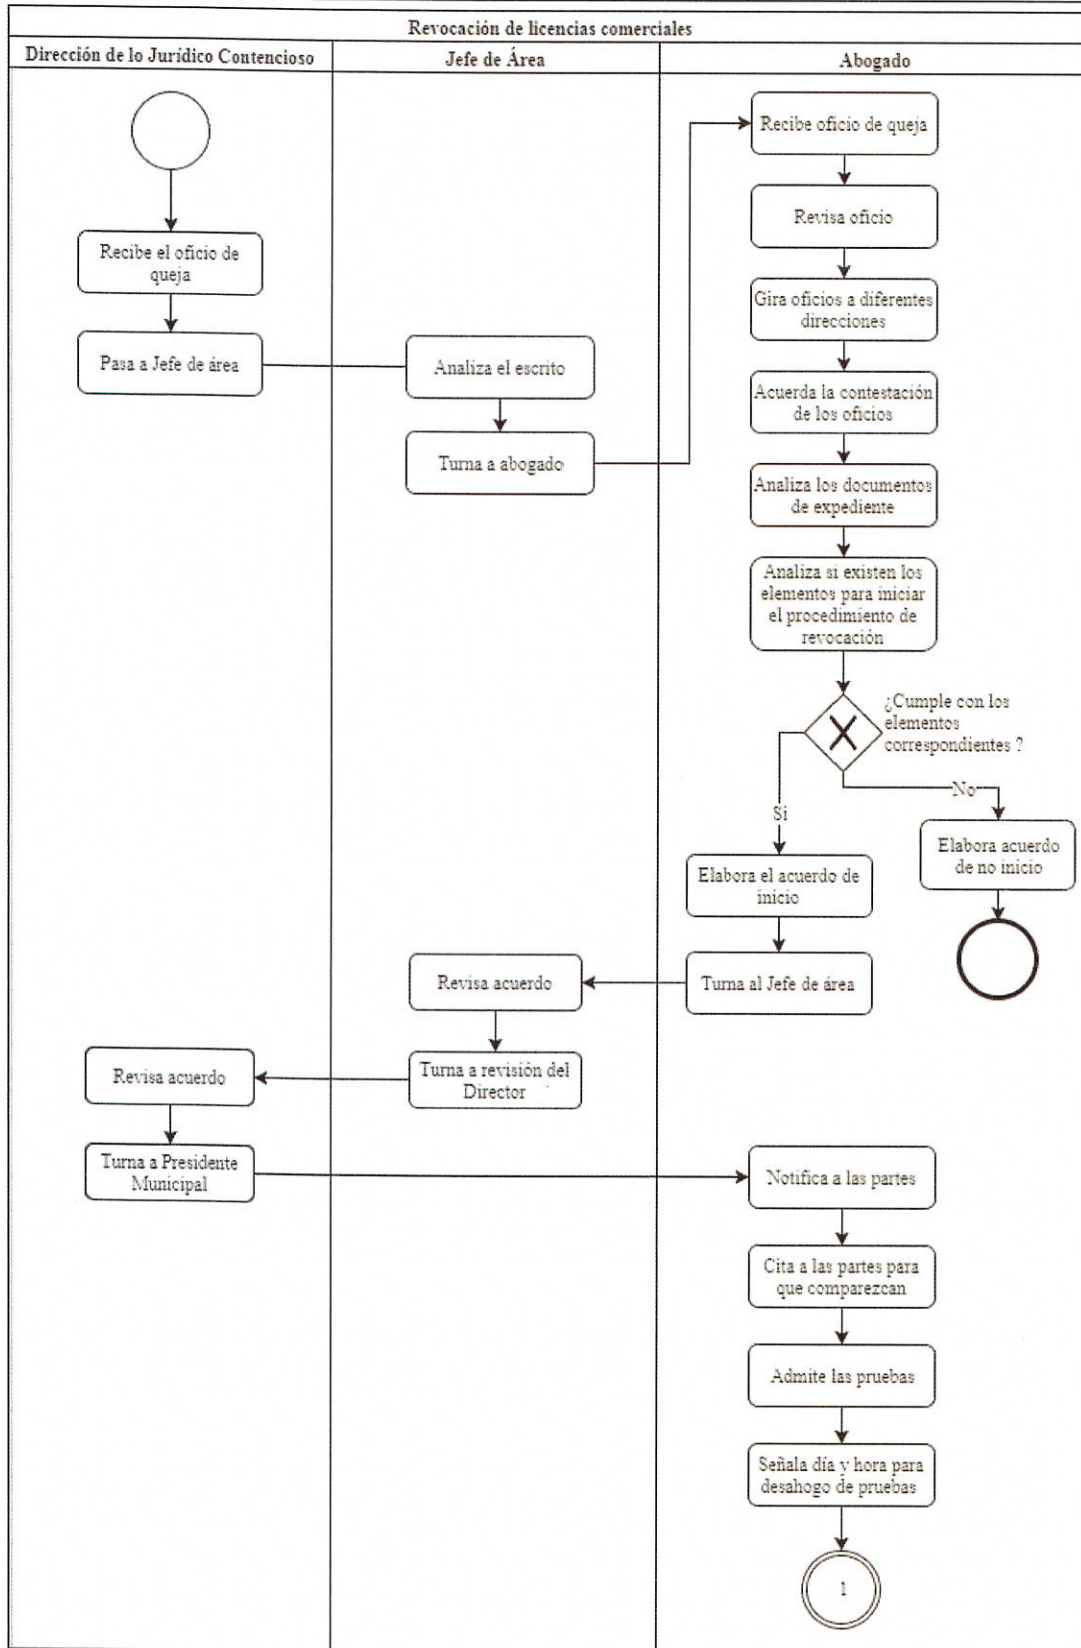 Revocación de licencias comerciales
Dirección de lo Jurídico Contencioso
Jefe de Área
Abogado
Recibe el oficio de
queja
Pasa a Jefe de área
Analiza el escrito
Turna a abogado
Recibe oficio de queja
Revisa oficio
Gira oficios a diferentes
direcciones
Acuerda la contestación
de los oficios
Analiza los documentos
de expediente
Analiza si existen los
elementos para iniciar
el procedimiento de
revocación
¿Cumple con los
elementos
correspondientes ?
No
Si
Elabora acuerdo
de no inicio
Elabora el acuerdo de
inicio
Turna al Jefe de área
Revisa acuerdo
Turna a revisión del
Director
Revisa acuerdo
Turna a Presidente
Municipal
Notifica a las partes
Cita a las partes para
que comparezcan
Admite las pruebas
Señala día y hora para
desahogo de pruebas
1